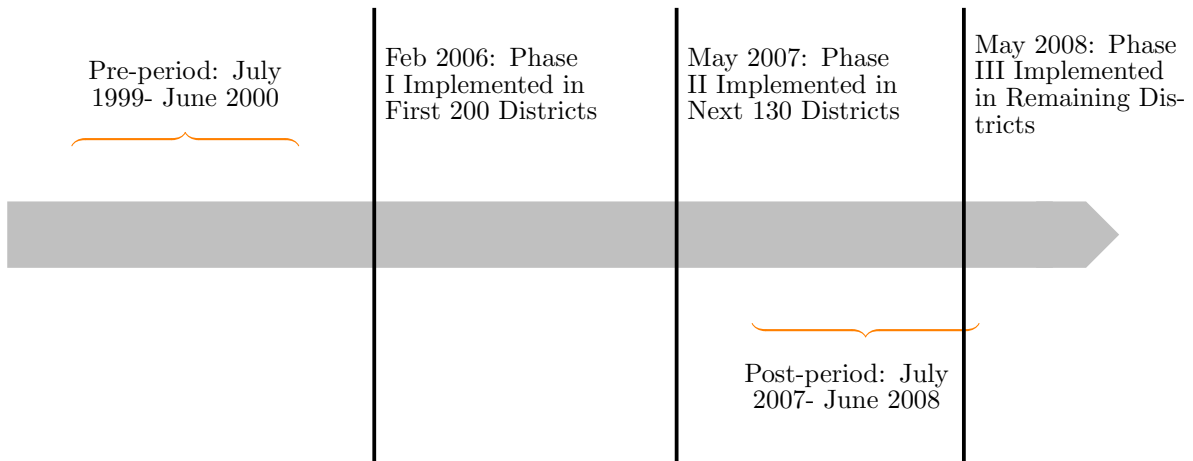 Pre-period: July
1999- June 2000
Feb 2006: Phase
I Implemented in
First 200 Districts
May 2007: Phase
II Implemented in
Next 130 Districts
May 2008: Phase
III Implemented
in Remaining Dis-
tricts
Post-period: July
2007- June 2008